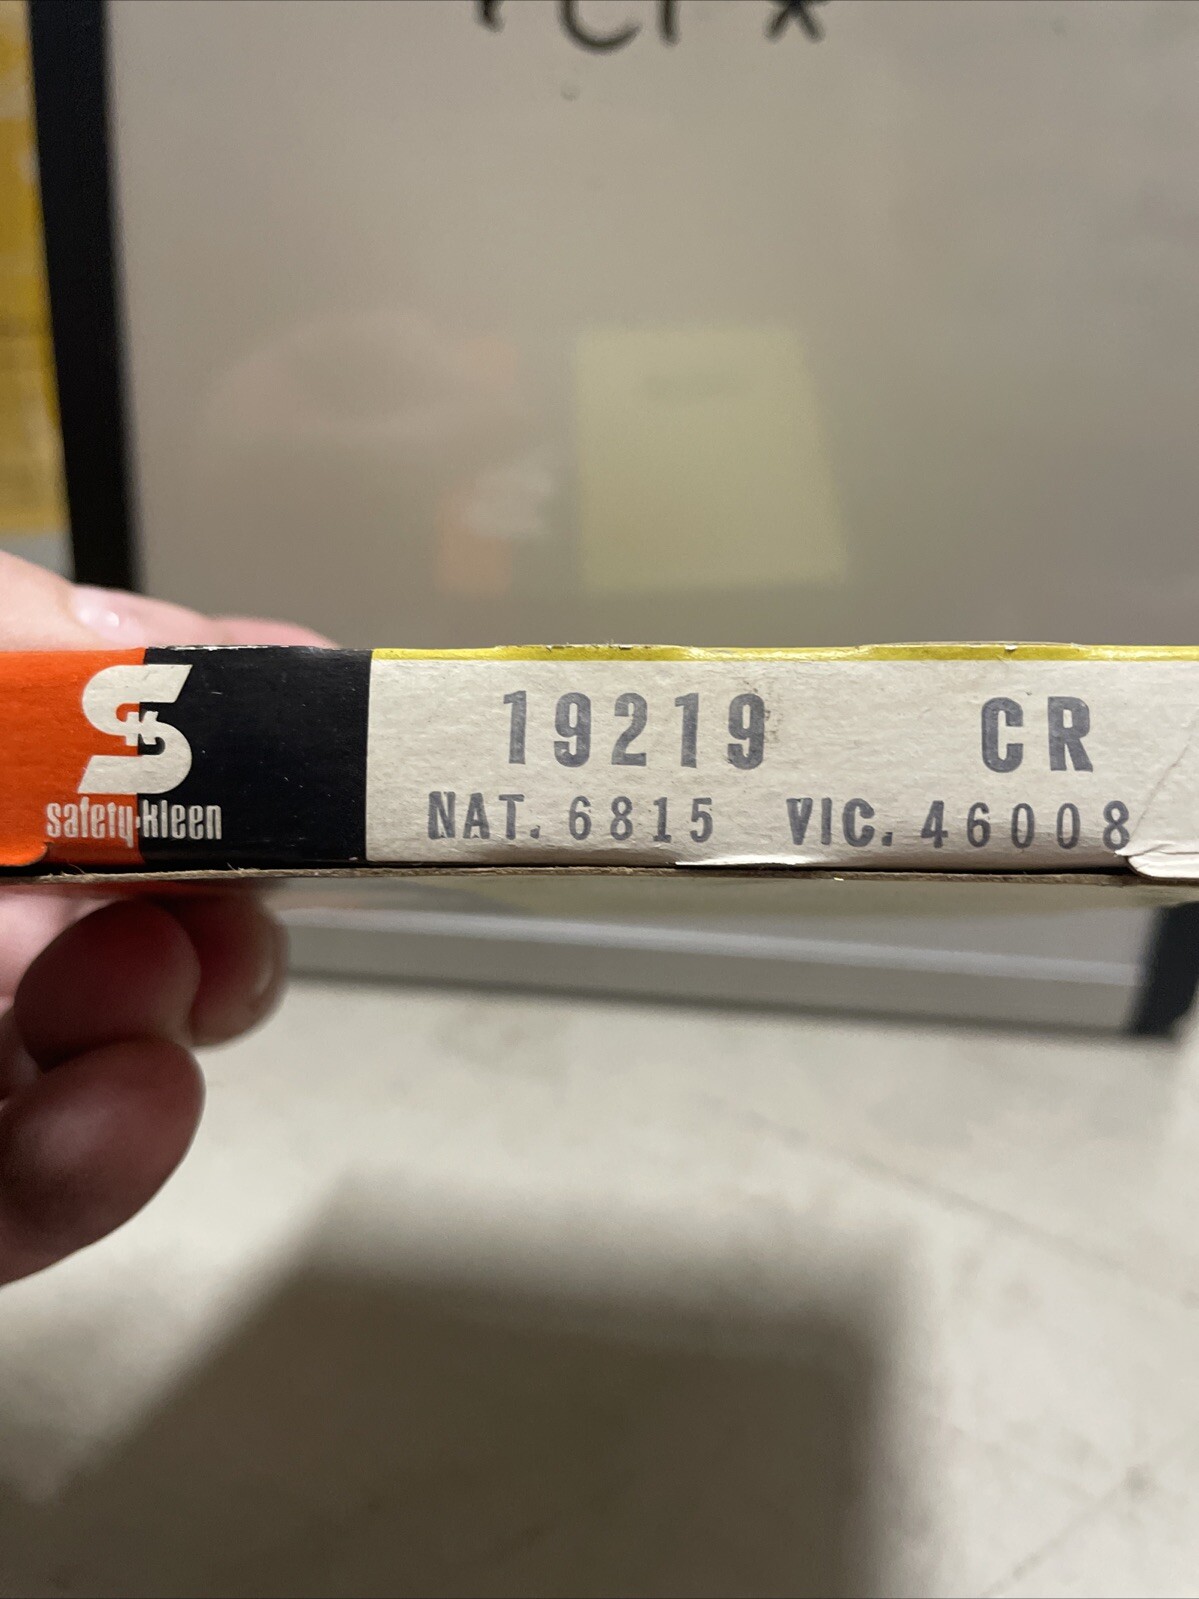 19219 CR
safety-kleen
NAT. 6815 VIC. 46008